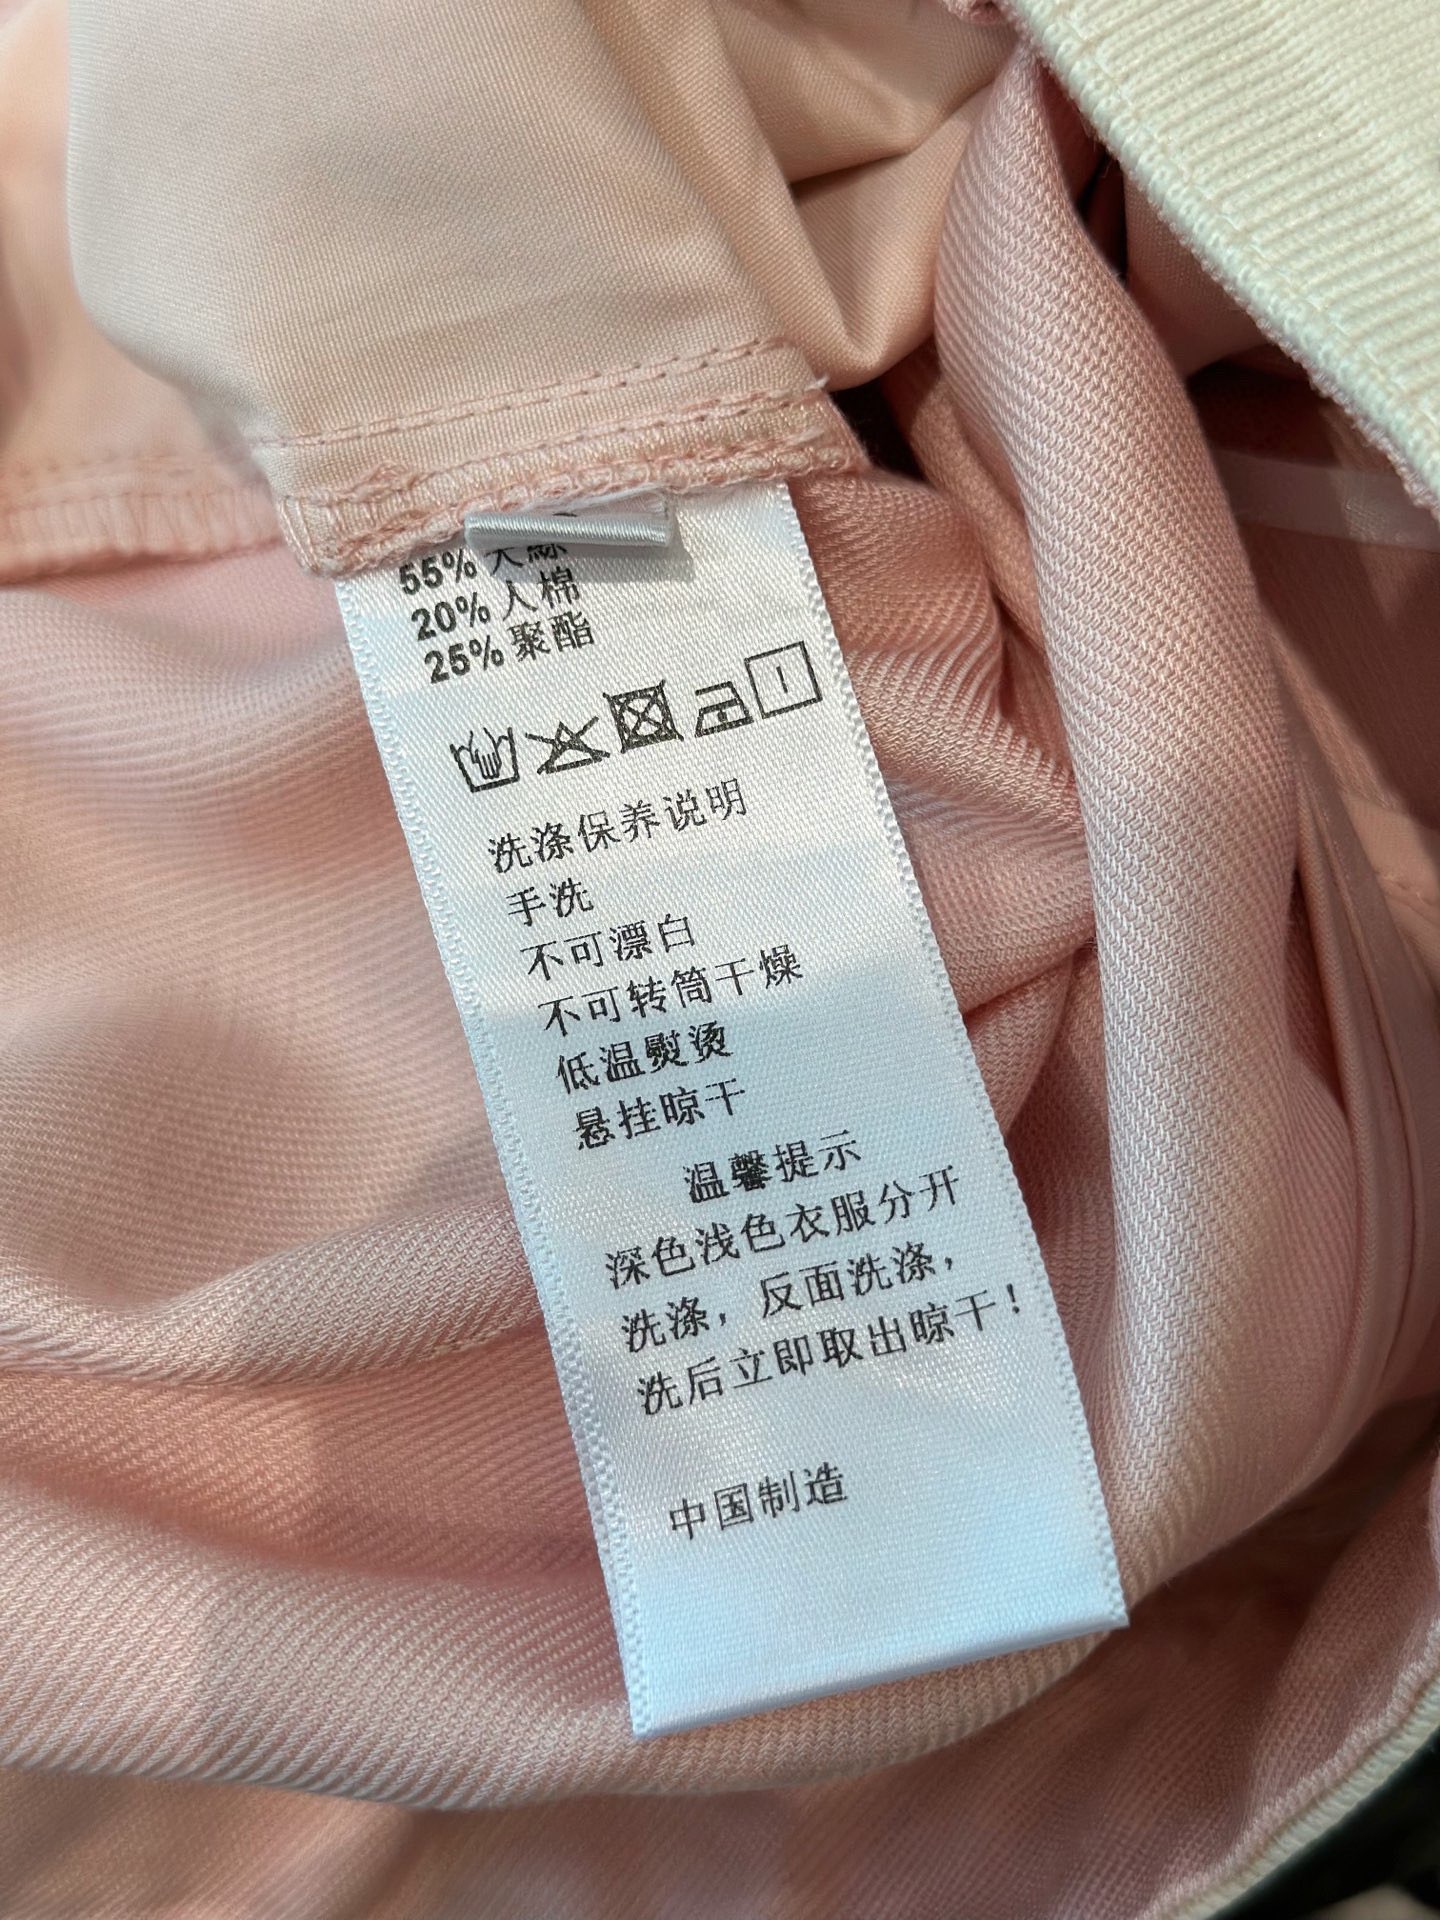 55% 天絲
20% 人棉
25% 聚酯
洗涤保养说明
手洗
不可漂白
不可转筒干燥
低温熨烫
悬挂晾干
温馨提示
深色浅色衣服分开
洗涤，反面洗涤，
洗后立即取出晾干！
中国制造